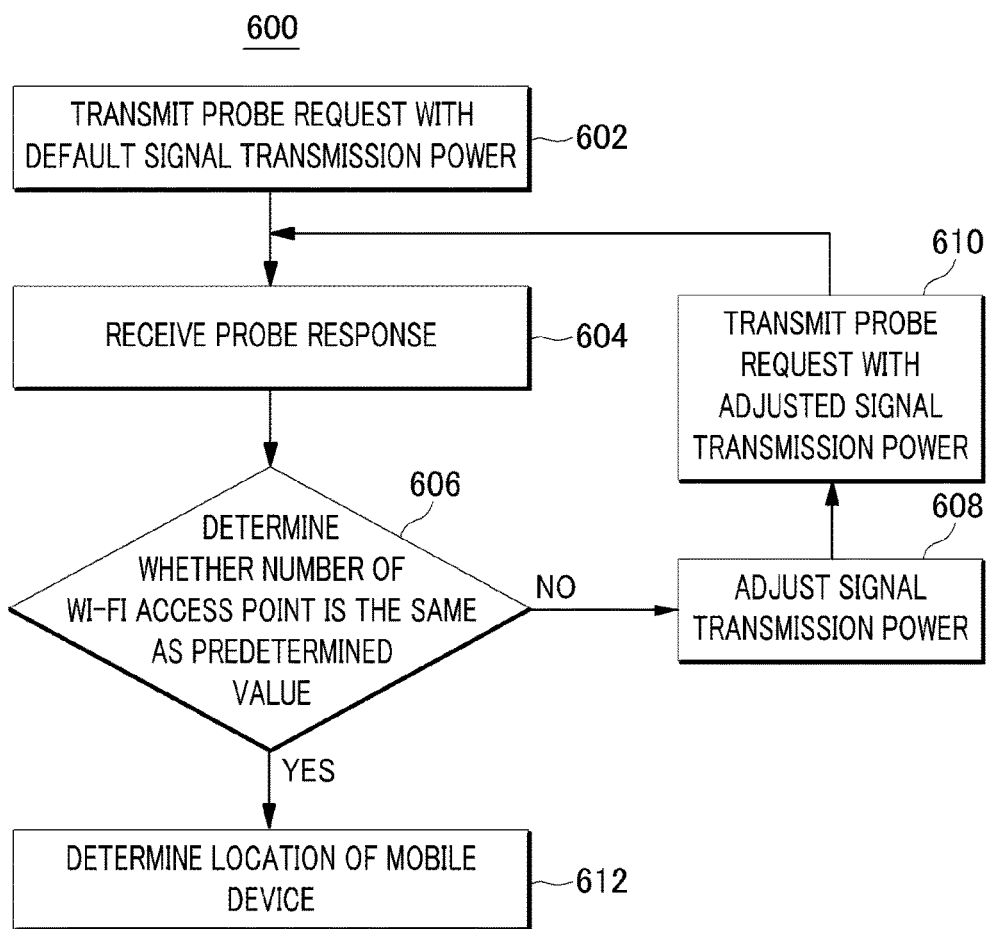 600
TRANSMIT PROBE REQUEST WITH
DEFAULT SIGNAL TRANSMISSION POWER
602
RECEIVE PROBE RESPONSE
604
DETERMINE
WHETHER NUMBER OF
WI-FI ACCESS POINT IS THE SAME
AS PREDETERMINED
VALUE
606
NO
ADJUST SIGNAL
TRANSMISSION POWER
608
TRANSMIT PROBE
REQUEST WITH
ADJUSTED SIGNAL
TRANSMISSION POWER
610
YES
DETERMINE LOCATION OF MOBILE
DEVICE
612